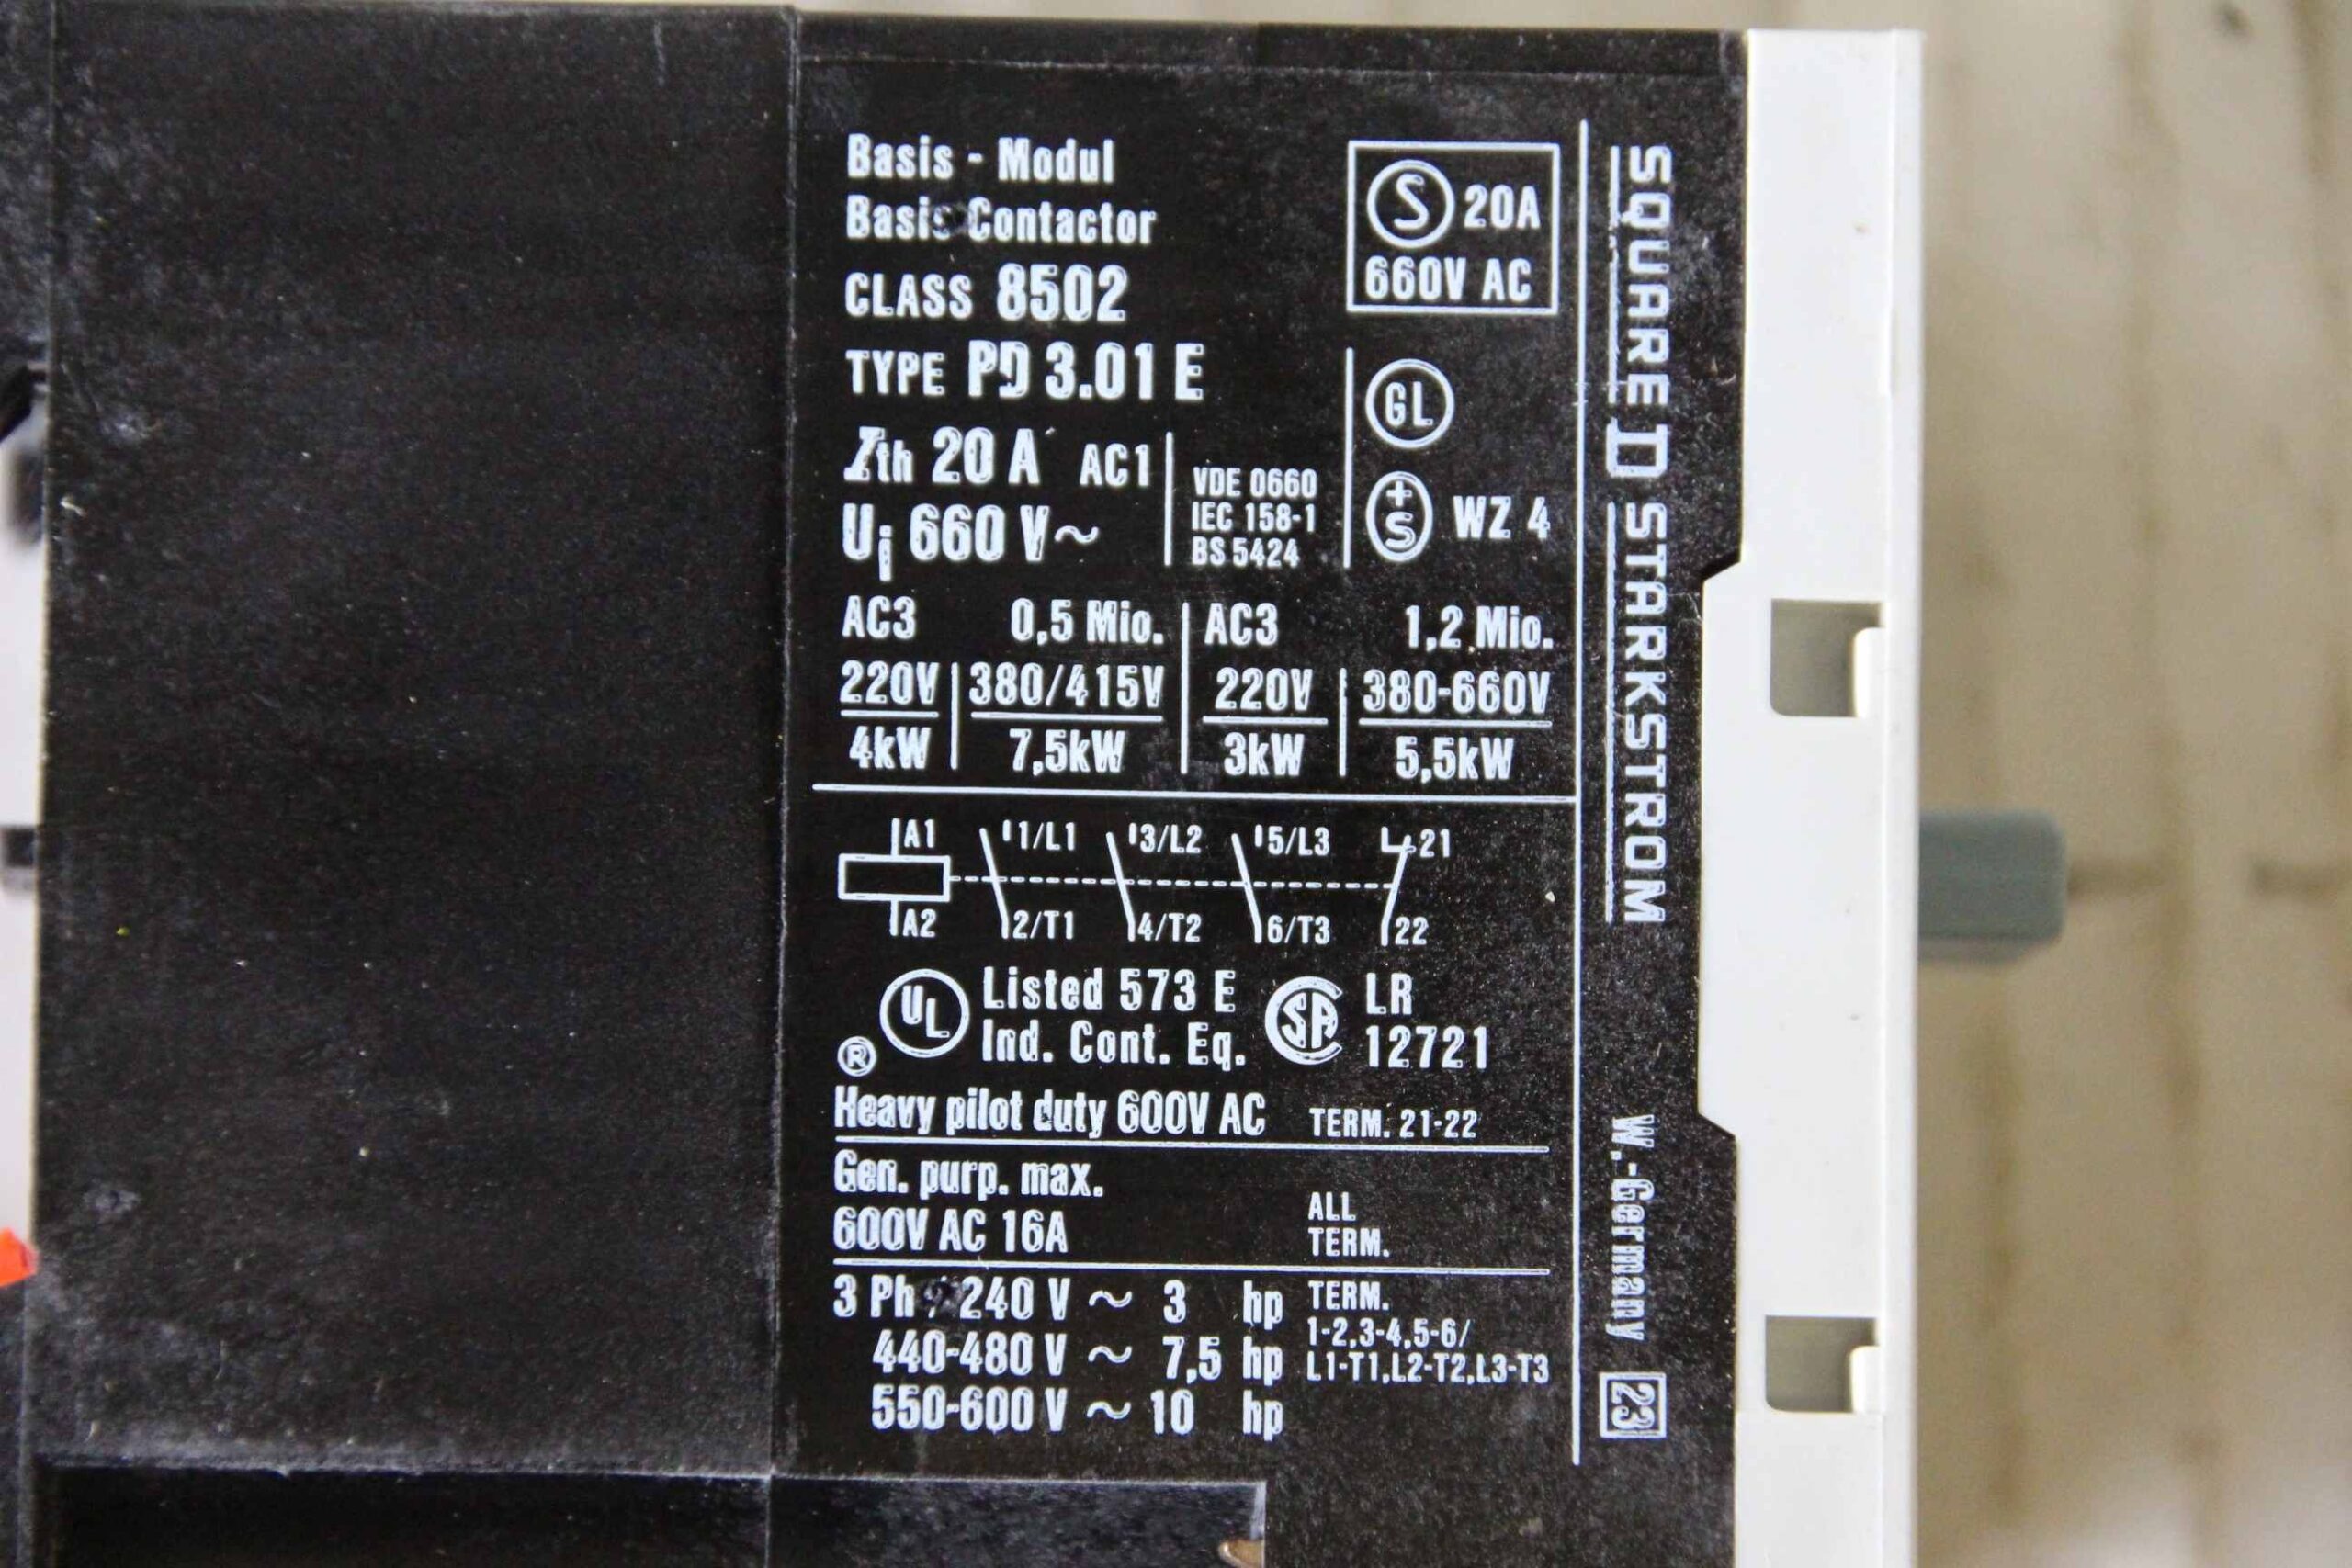 Basis - Modul
Basic Contactor
CLASS 8502
TYPE PD 3.01 E
Ith 20 A AC1
Ui 660 V~
VDE 0660
IEC 158-1
BS 5424
S 20A
660V AC
GL
+S WZ 4
AC3 0,5 Mio. AC3 1,2 Mio.
220V 380/415V 220V 380-660V
4kW 7,5kW 3kW 5,5kW
A1 1/L1 3/L2 5/L3 21
A2 2/T1 4/T2 6/T3 22
UL Listed 573 E
® Ind. Cont. Eq.
SA LR
12721
Heavy pilot duty 600V AC TERM. 21-22
Gen. purp. max.
600V AC 16A
ALL
TERM.
3 Ph 240 V ~ 3 hp
440-480 V ~ 7,5 hp
550-600 V ~ 10 hp
TERM.
1-2,3-4,5-6/
L1-T1,L2-T2,L3-T3
SQUARE D STARKSTROM
W.-Germany 23